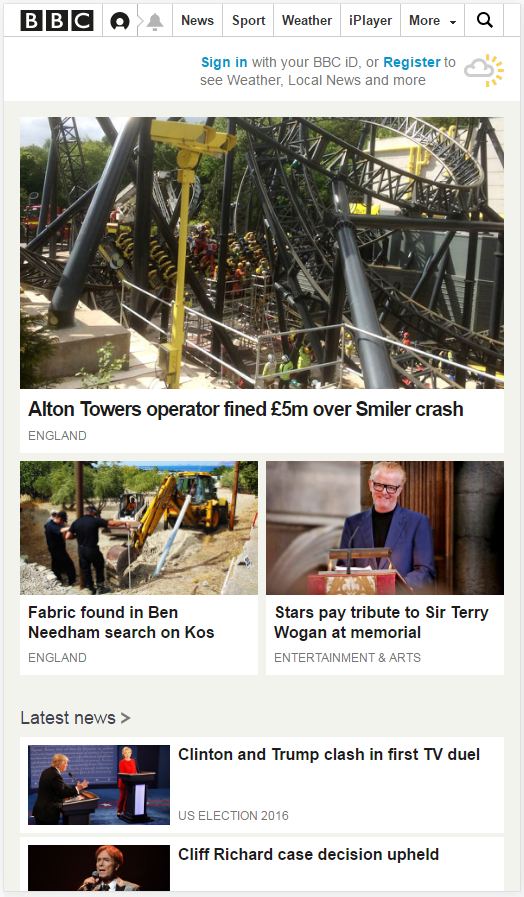 BBC News Sport Weather iPlayer More
Sign in with your BBC iD, or Register to
see Weather, Local News and more
Alton Towers operator fined £5m over Smiler crash
ENGLAND
Fabric found in Ben
Needham search on Kos
ENGLAND
Stars pay tribute to Sir Terry
Wogan at memorial
ENTERTAINMENT & ARTS
Latest news >
Clinton and Trump clash in first TV duel
US ELECTION 2016
Cliff Richard case decision upheld